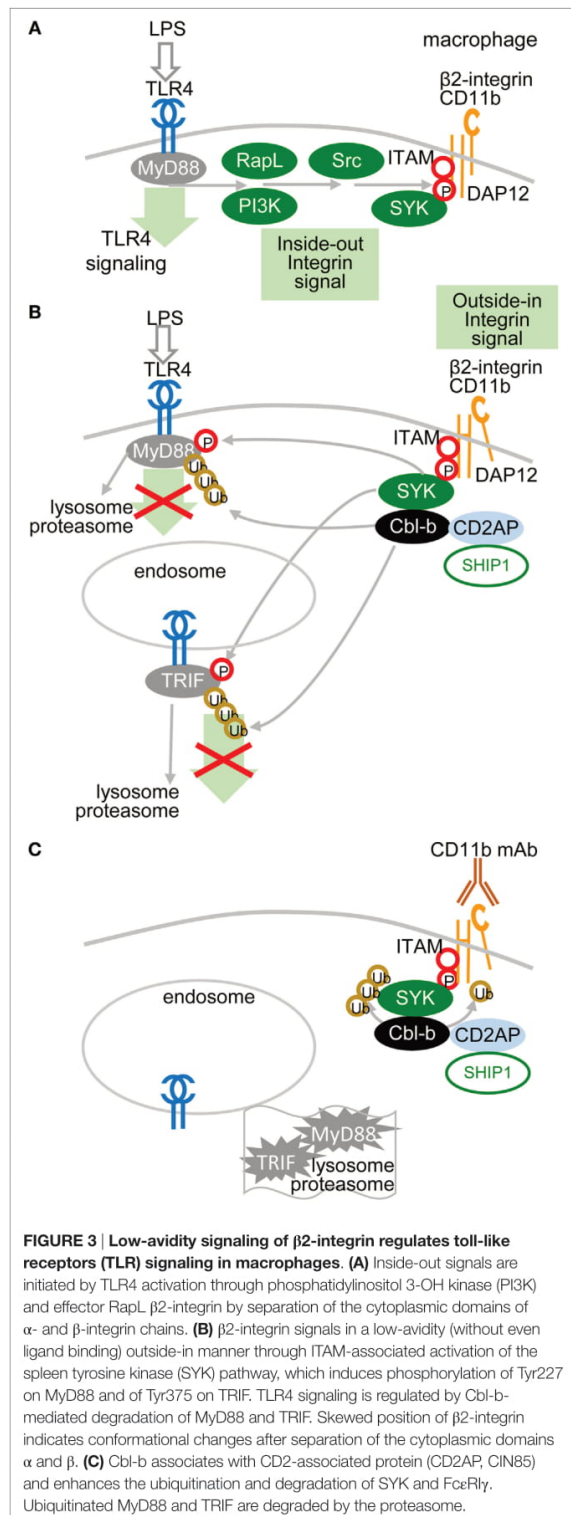 A
LPS
macrophage
TLR4
β2-integrin
CD11b
MyD88
RapL
Src
ITAM
P
PI3K
SYK
DAP12
TLR4
signaling
Inside-out
Integrin
signal
Outside-in
Integrin
signal
B
LPS
TLR4
β2-integrin
CD11b
ITAM
P
MyD88
P
Ub
Ub
Ub
DAP12
SYK
lysosome
proteasome
Cbl-b
CD2AP
SHIP1
endosome
TRIF
P
Ub
Ub
Ub
lysosome
proteasome
C
CD11b mAb
ITAM
P
endosome
Ub
Ub
Ub
SYK
Ub
Cbl-b
CD2AP
SHIP1
MyD88
TRIF
lysosome
proteasome
FIGURE 3 | Low-avidity signaling of β2-integrin regulates toll-like
receptors (TLR) signaling in macrophages. (A) Inside-out signals are
initiated by TLR4 activation through phosphatidylinositol 3-OH kinase (PI3K)
and effector RapL β2-integrin by separation of the cytoplasmic domains of
α- and β-integrin chains. (B) β2-integrin signals in a low-avidity (without even
ligand binding) outside-in manner through ITAM-associated activation of the
spleen tyrosine kinase (SYK) pathway, which induces phosphorylation of Tyr227
on MyD88 and of Tyr375 on TRIF. TLR4 signaling is regulated by Cbl-b-
mediated degradation of MyD88 and TRIF. Skewed position of β2-integrin
indicates conformational changes after separation of the cytoplasmic domains
α and β. (C) Cbl-b associates with CD2-associated protein (CD2AP, CIN85)
and enhances the ubiquitination and degradation of SYK and FcεRIγ.
Ubiquitinated MyD88 and TRIF are degraded by the proteasome.